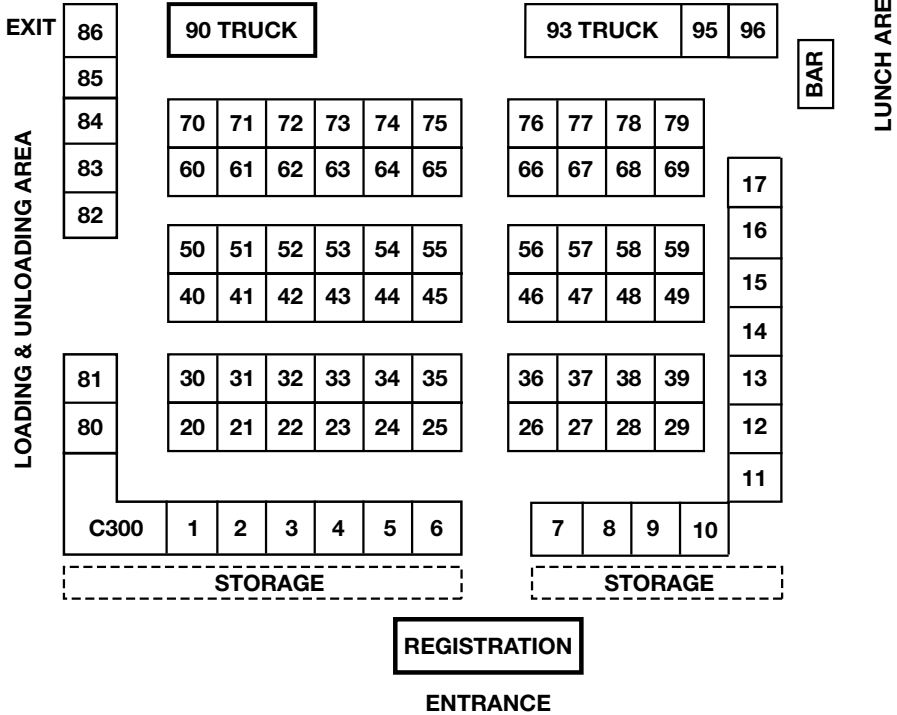 EXIT 86 90 TRUCK 93 TRUCK 95 96
BAR
LUNCH ARE
85
84 70 71 72 73 74 75 76 77 78 79
83 60 61 62 63 64 65 66 67 68 69 17
82 50 51 52 53 54 55 56 57 58 59 16
40 41 42 43 44 45 46 47 48 49 15
14
LOADING & UNLOADING AREA
81 30 31 32 33 34 35 36 37 38 39 13
80 20 21 22 23 24 25 26 27 28 29 12
11
C300 1 2 3 4 5 6 7 8 9 10
STORAGE STORAGE
REGISTRATION
ENTRANCE